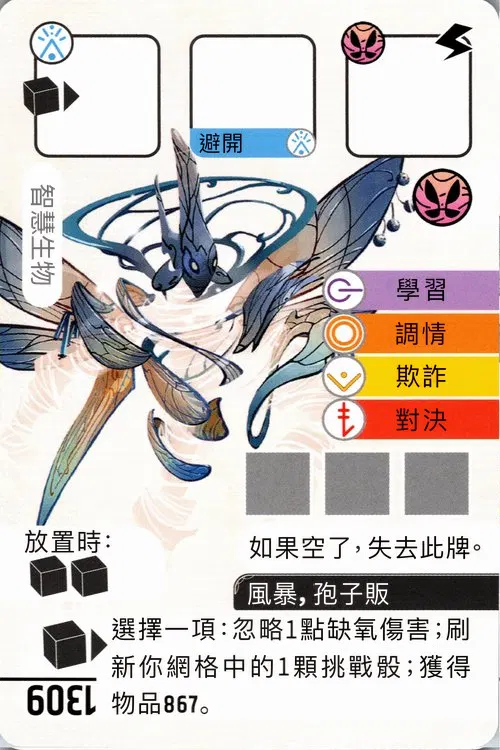 避開
智慧生物
學習
調情
欺詐
對決
放置時:
如果空了,失去此牌。
風暴,孢子販
選擇一項:忽略1點缺氧傷害;刷
新你網格中的1顆挑戰骰;獲得
物品867。
1309